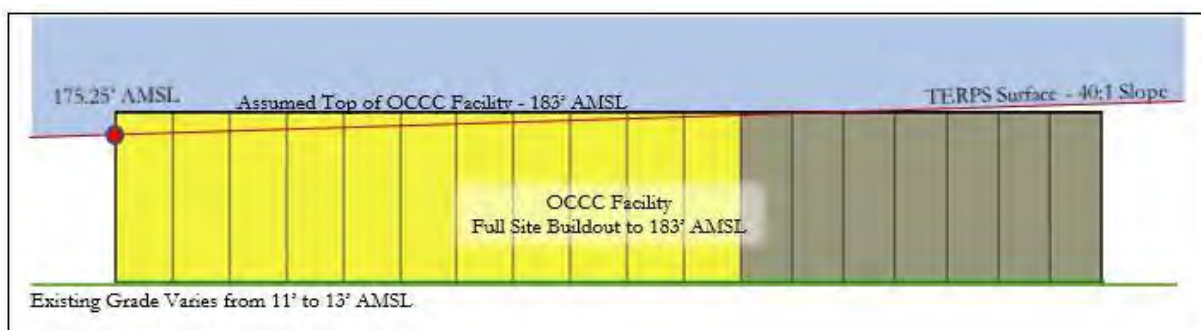 175.25' AMSL
Assumed Top of OCCC Facility - 183' AMSL
TERPS Surface - 40:1 Slope
OCCC Facility
Full Site Buildout to 183' AMSL
Existing Grade Varies from 11' to 13' AMSL